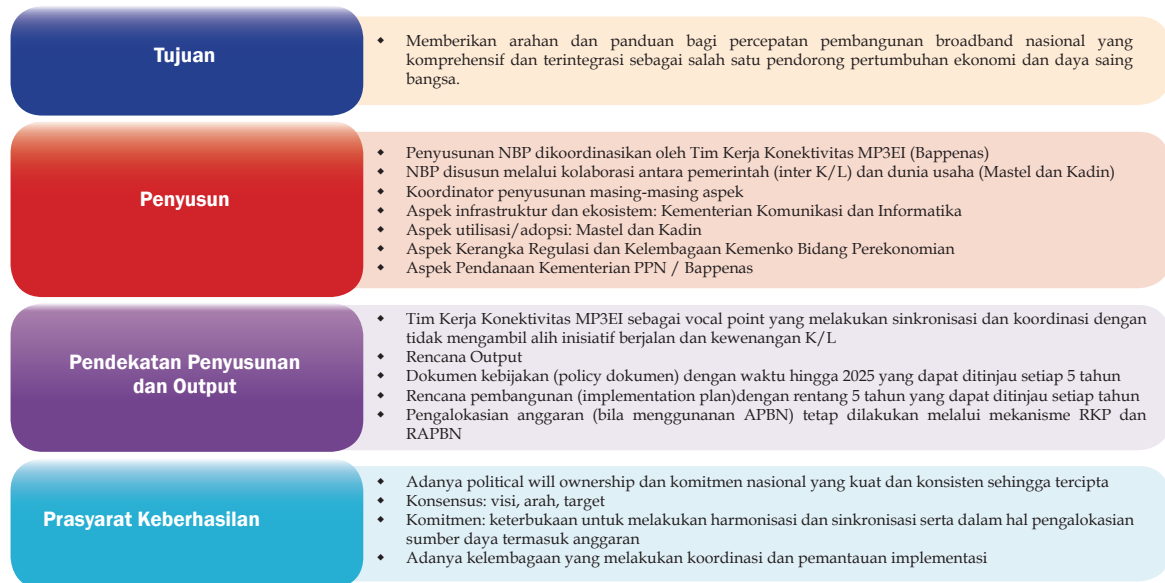 Tujuan
◆ Memberikan arahan dan panduan bagi percepatan pembangunan broadband nasional yang
komprehensif dan terintegrasi sebagai salah satu pendorong pertumbuhan ekonomi dan daya saing
bangsa.
Penyusun
◆ Penyusunan NBP dikoordinasikan oleh Tim Kerja Konektivitas MP3EI (Bappenas)
◆ NBP disusun melalui kolaborasi antara pemerintah (inter K/L) dan dunia usaha (Mastel dan Kadin)
◆ Koordinator penyusunan masing-masing aspek
◆ Aspek infrastruktur dan ekosistem: Kementerian Komunikasi dan Informatika
◆ Aspek utilisasi/adopsi: Mastel dan Kadin
◆ Aspek Kerangka Regulasi dan Kelembagaan Kemenko Bidang Perekonomian
◆ Aspek Pendanaan Kementerian PPN / Bappenas
Pendekatan Penyusunan
dan Output
◆ Tim Kerja Konektivitas MP3EI sebagai vocal point yang melakukan sinkronisasi dan koordinasi dengan
tidak mengambil alih inisiatif berjalan dan kewenangan K/L
◆ Rencana Output
◆ Dokumen kebijakan (policy dokumen) dengan waktu hingga 2025 yang dapat ditinjau setiap 5 tahun
◆ Rencana pembangunan (implementation plan)dengan rentang 5 tahun yang dapat ditinjau setiap tahun
◆ Pengalokasian anggaran (bila menggunanan APBN) tetap dilakukan melalui mekanisme RKP dan
RAPBN
Prasyarat Keberhasilan
◆ Adanya political will ownership dan komitmen nasional yang kuat dan konsisten sehingga tercipta
◆ Konsensus: visi, arah, target
◆ Komitmen: keterbukaan untuk melakukan harmonisasi dan sinkronisasi serta dalam hal pengalokasian
sumber daya termasuk anggaran
◆ Adanya kelembagaan yang melakukan koordinasi dan pemantauan implementasi